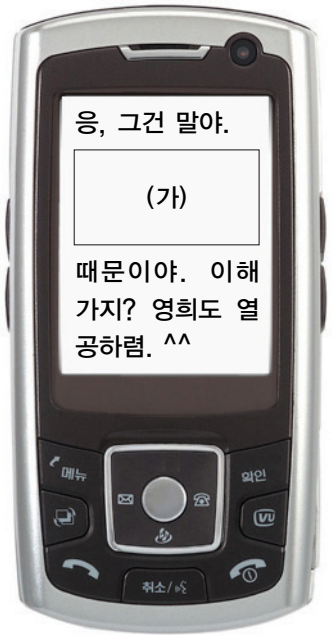 응, 그건 말야.
(가)
때문이야. 이해
가지? 영희도 열
공하렴. ^^
메뉴
확인
취소/